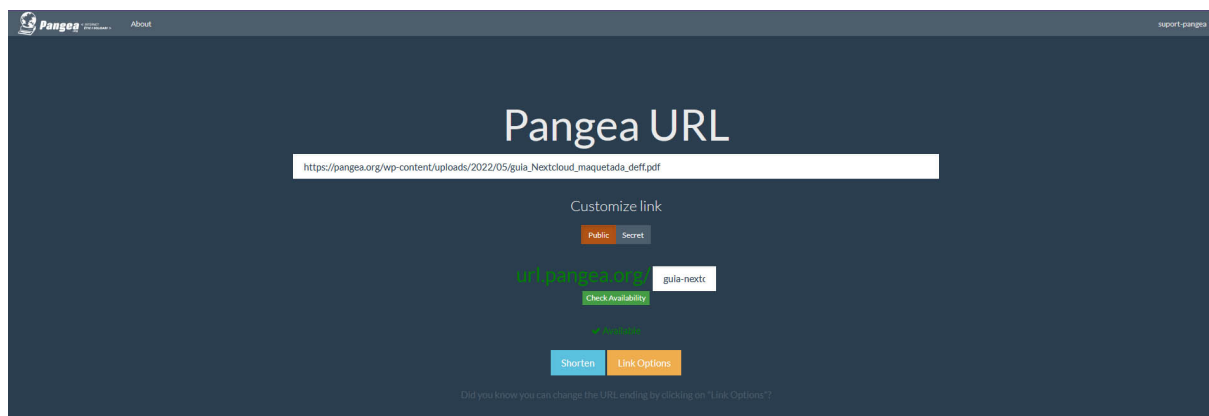 Pangea
About
suport-pangea
Pangea URL
https://pangea.org/wp-content/uploads/2022/05/guia_Nextcloud_maquetada_deff.pdf
Customize link
Public Secret
url.pangea.org/ guia-nextc
Check Availability
✔ Available
Shorten Link Options
Did you know you can change the URL ending by clicking on "Link Options"?